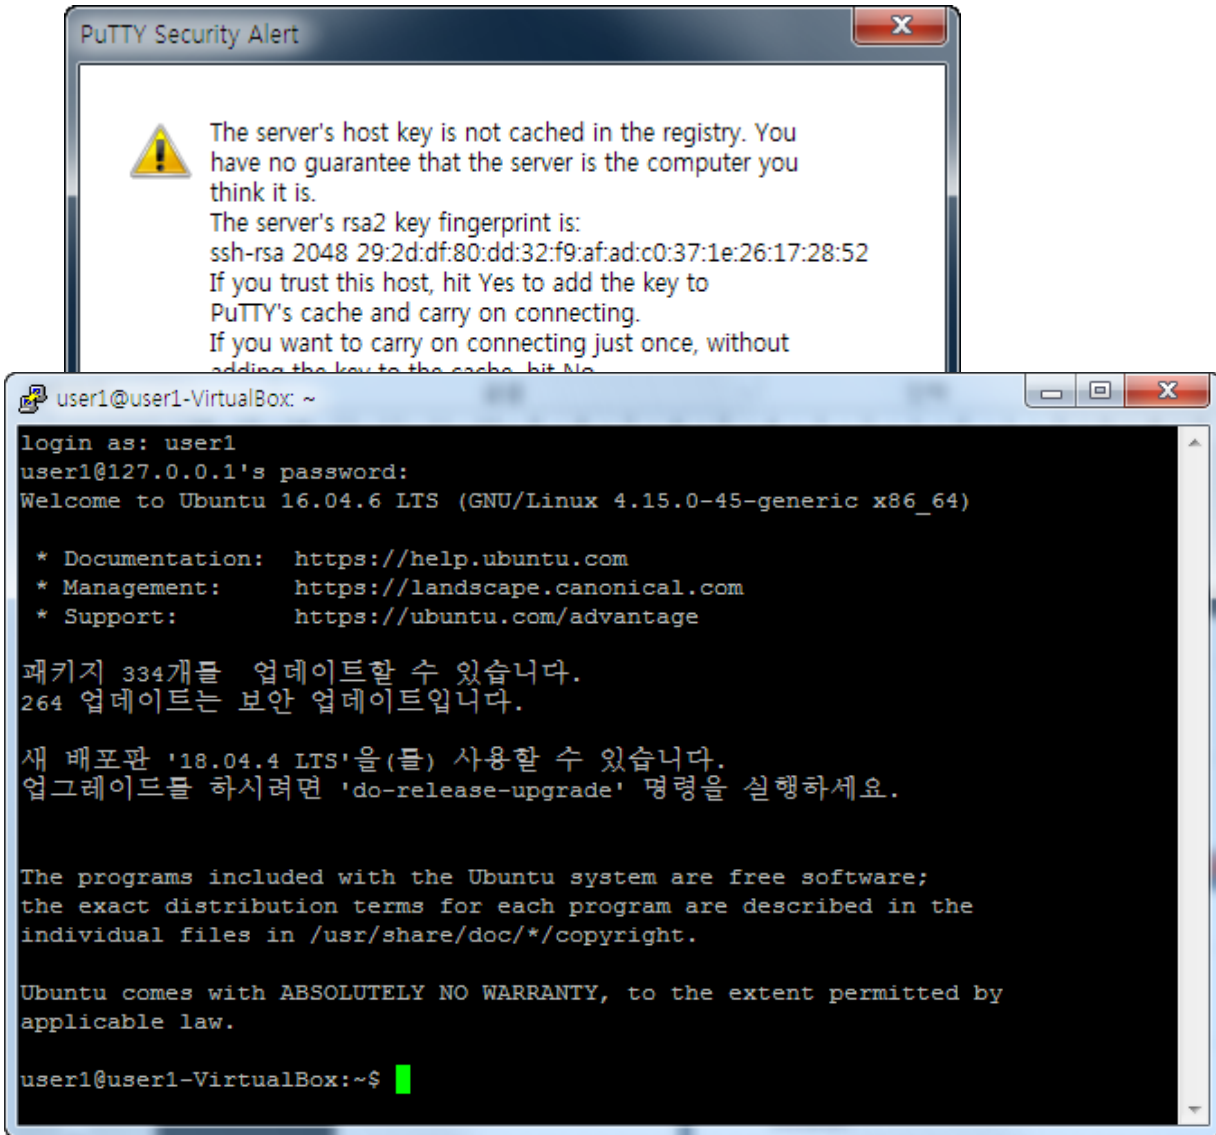 PuTTY Security Alert
The server's host key is not cached in the registry. You
have no guarantee that the server is the computer you
think it is.
The server's rsa2 key fingerprint is:
ssh-rsa 2048 29:2d:df:80:dd:32:f9:af:ad:c0:37:1e:26:17:28:52
If you trust this host, hit Yes to add the key to
PuTTY's cache and carry on connecting.
If you want to carry on connecting just once, without
adding the key to the cache, hit No.
user1@user1-VirtualBox: ~
login as: user1
user1@127.0.0.1's password:
Welcome to Ubuntu 16.04.6 LTS (GNU/Linux 4.15.0-45-generic x86_64)
* Documentation: https://help.ubuntu.com
* Management: https://landscape.canonical.com
* Support: https://ubuntu.com/advantage
패키지 334개를 업데이트할 수 있습니다.
264 업데이트는 보안 업데이트입니다.
새 배포판 '18.04.4 LTS'을(를) 사용할 수 있습니다.
업그레이드를 하시려면 'do-release-upgrade' 명령을 실행하세요.
The programs included with the Ubuntu system are free software;
the exact distribution terms for each program are described in the
individual files in /usr/share/doc/*/copyright.
Ubuntu comes with ABSOLUTELY NO WARRANTY, to the extent permitted by
applicable law.
user1@user1-VirtualBox:~$